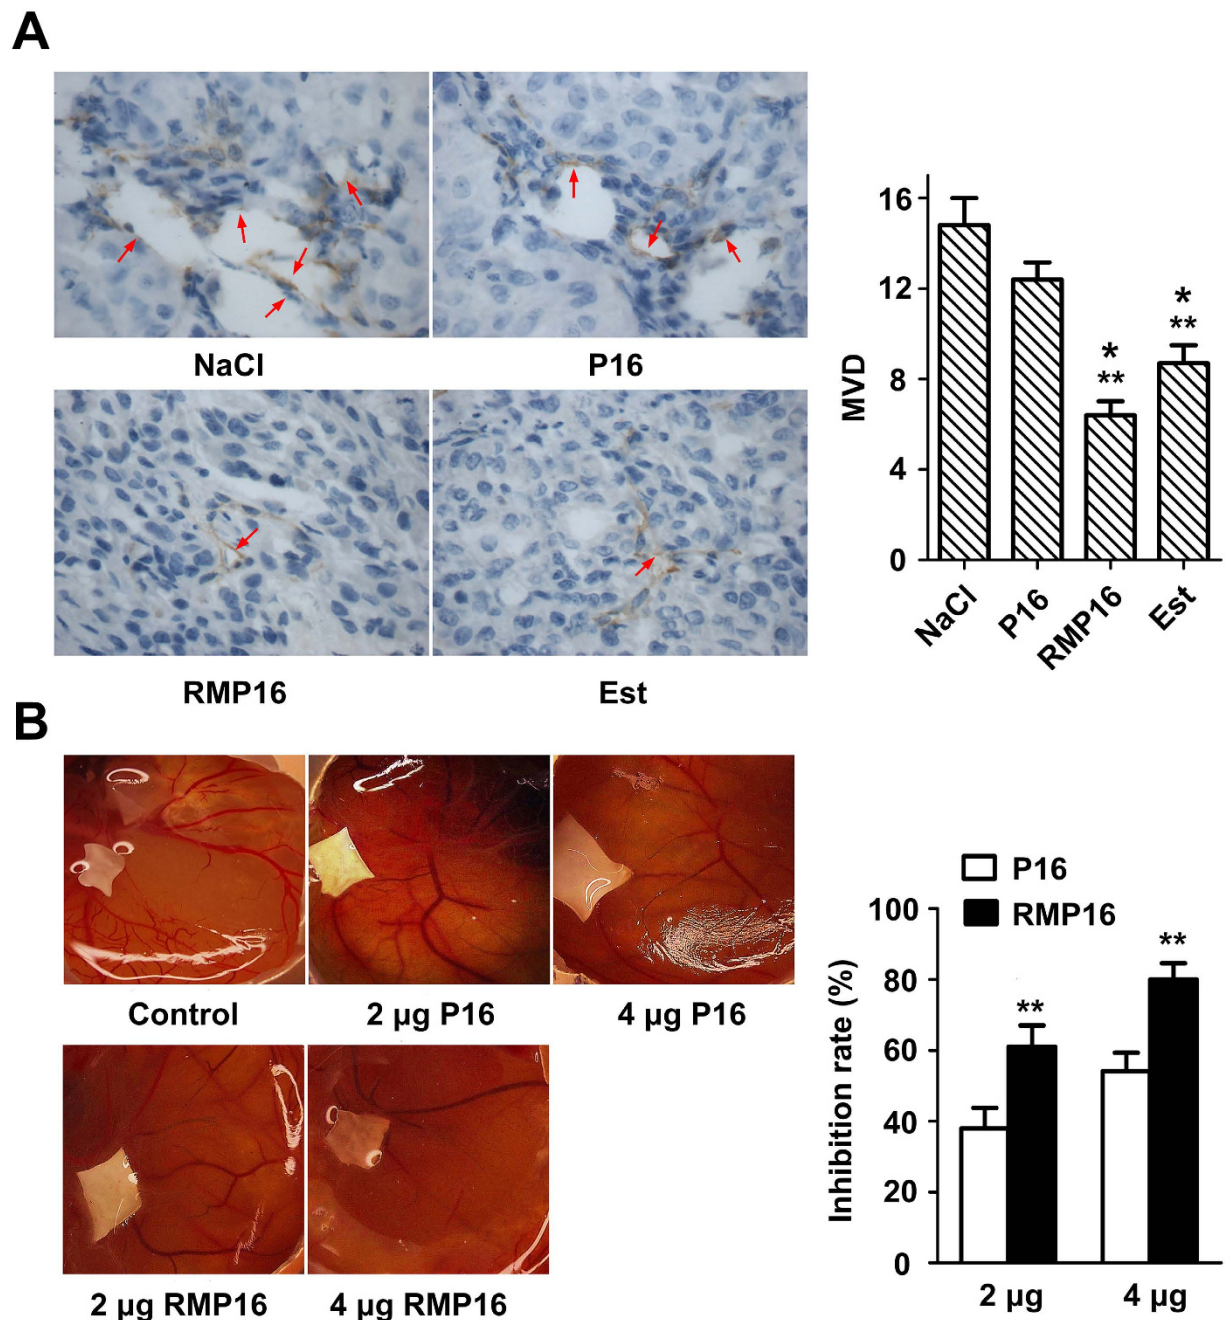 A
NaCl
P16
RMP16
Est
MVD
16
12
8
4
0
*
**
*
**
NaCl
P16
RMP16
Est
B
Control
2 µg P16
4 µg P16
2 µg RMP16
4 µg RMP16
P16
RMP16
Inhibition rate (%)
100
80
60
40
20
0
**
**
2 µg
4 µg